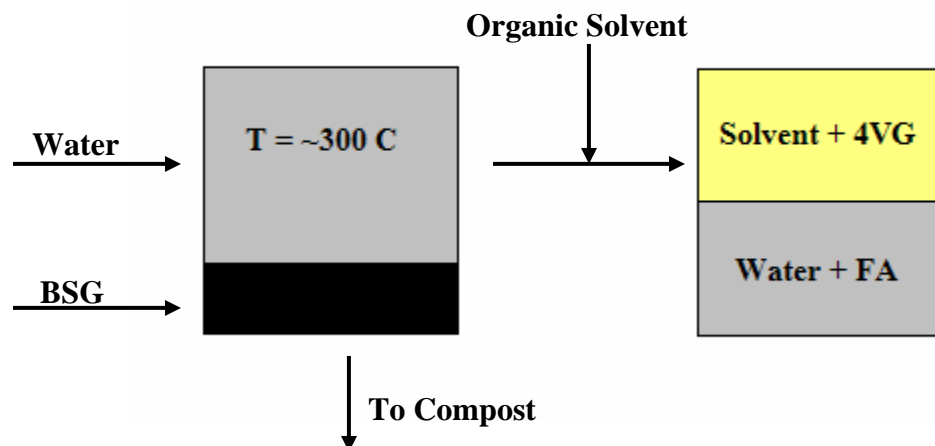 Organic Solvent
Water
T = ~300 C
Solvent + 4VG
BSG
Water + FA
To Compost